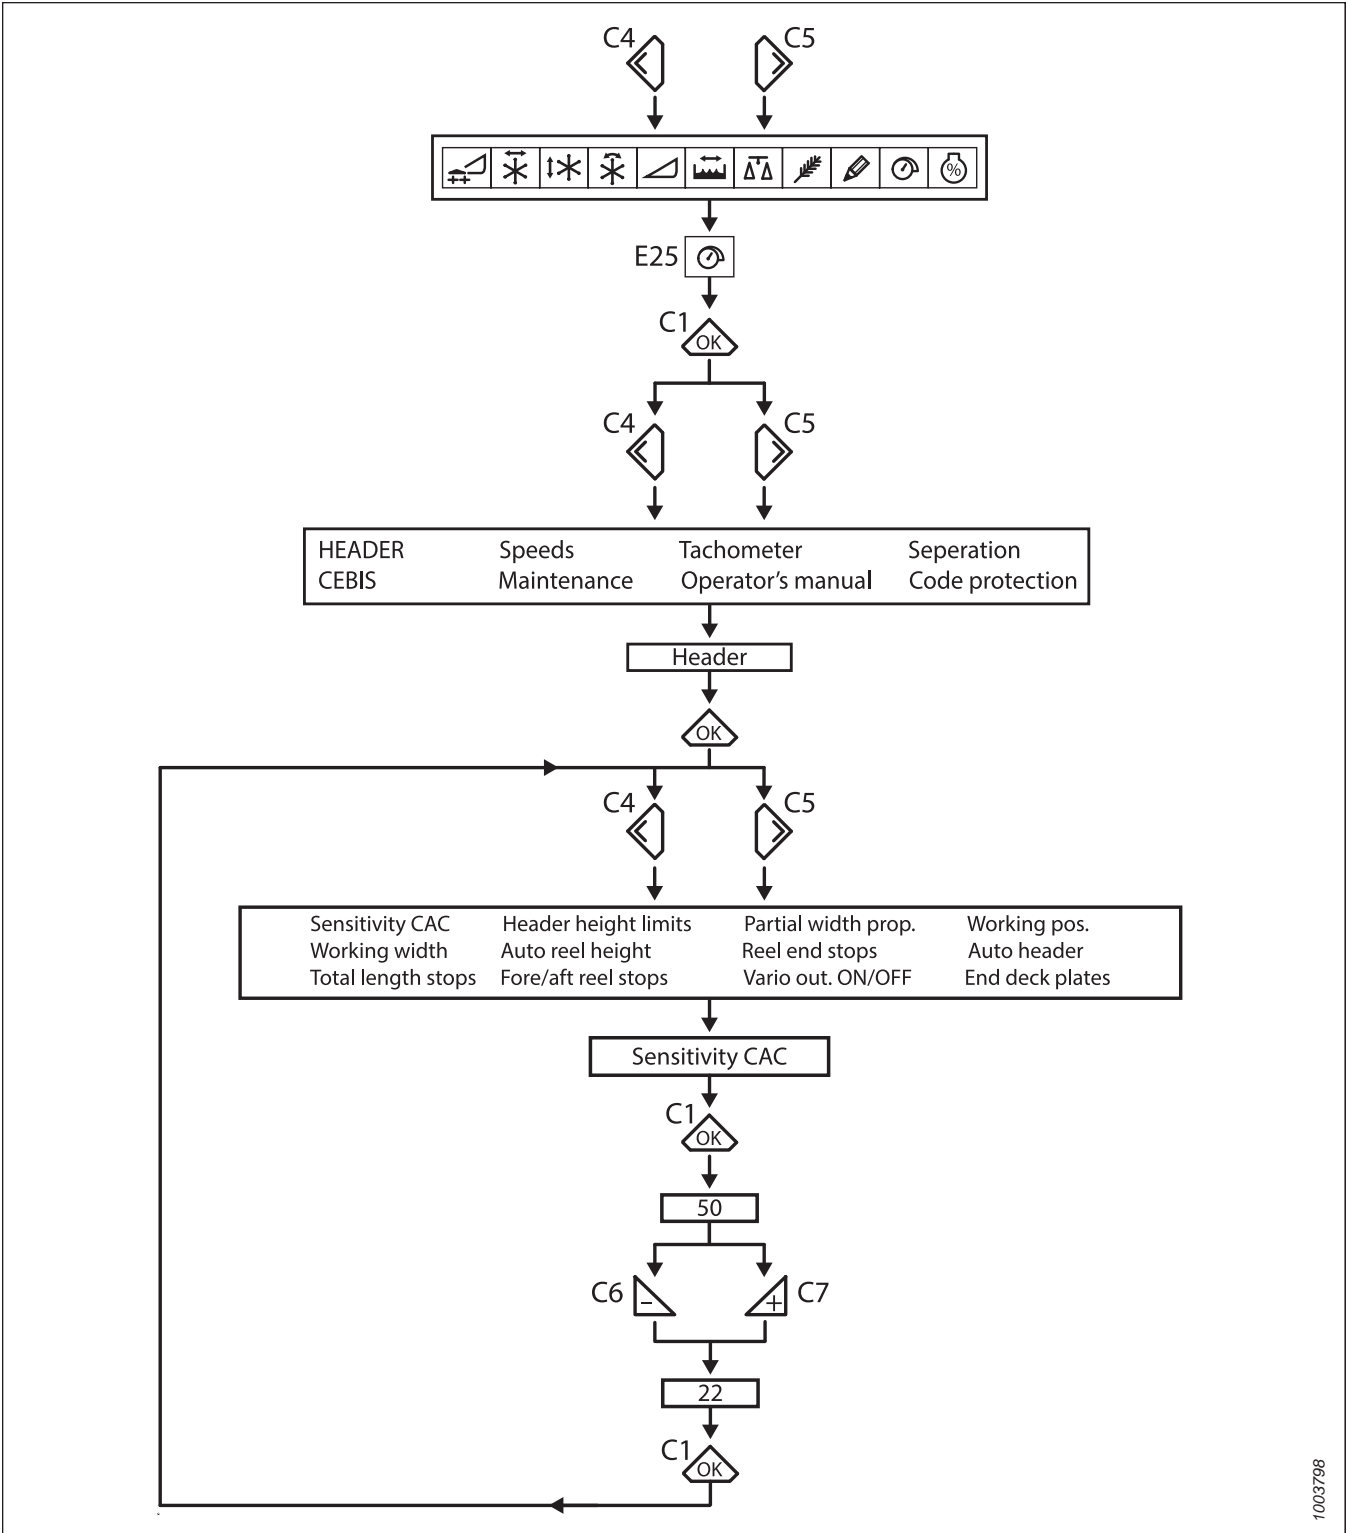 C4 C5
%
E25
C1
OK
C4 C5
HEADER Speeds Tachometer Seperation
CEBIS Maintenance Operator's manual Code protection
Header
OK
C4 C5
Sensitivity CAC Header height limits Partial width prop. Working pos.
Working width Auto reel height Reel end stops Auto header
Total length stops Fore/aft reel stops Vario out. ON/OFF End deck plates
Sensitivity CAC
C1
OK
50
C6 - + C7
22
C1
OK
1003798